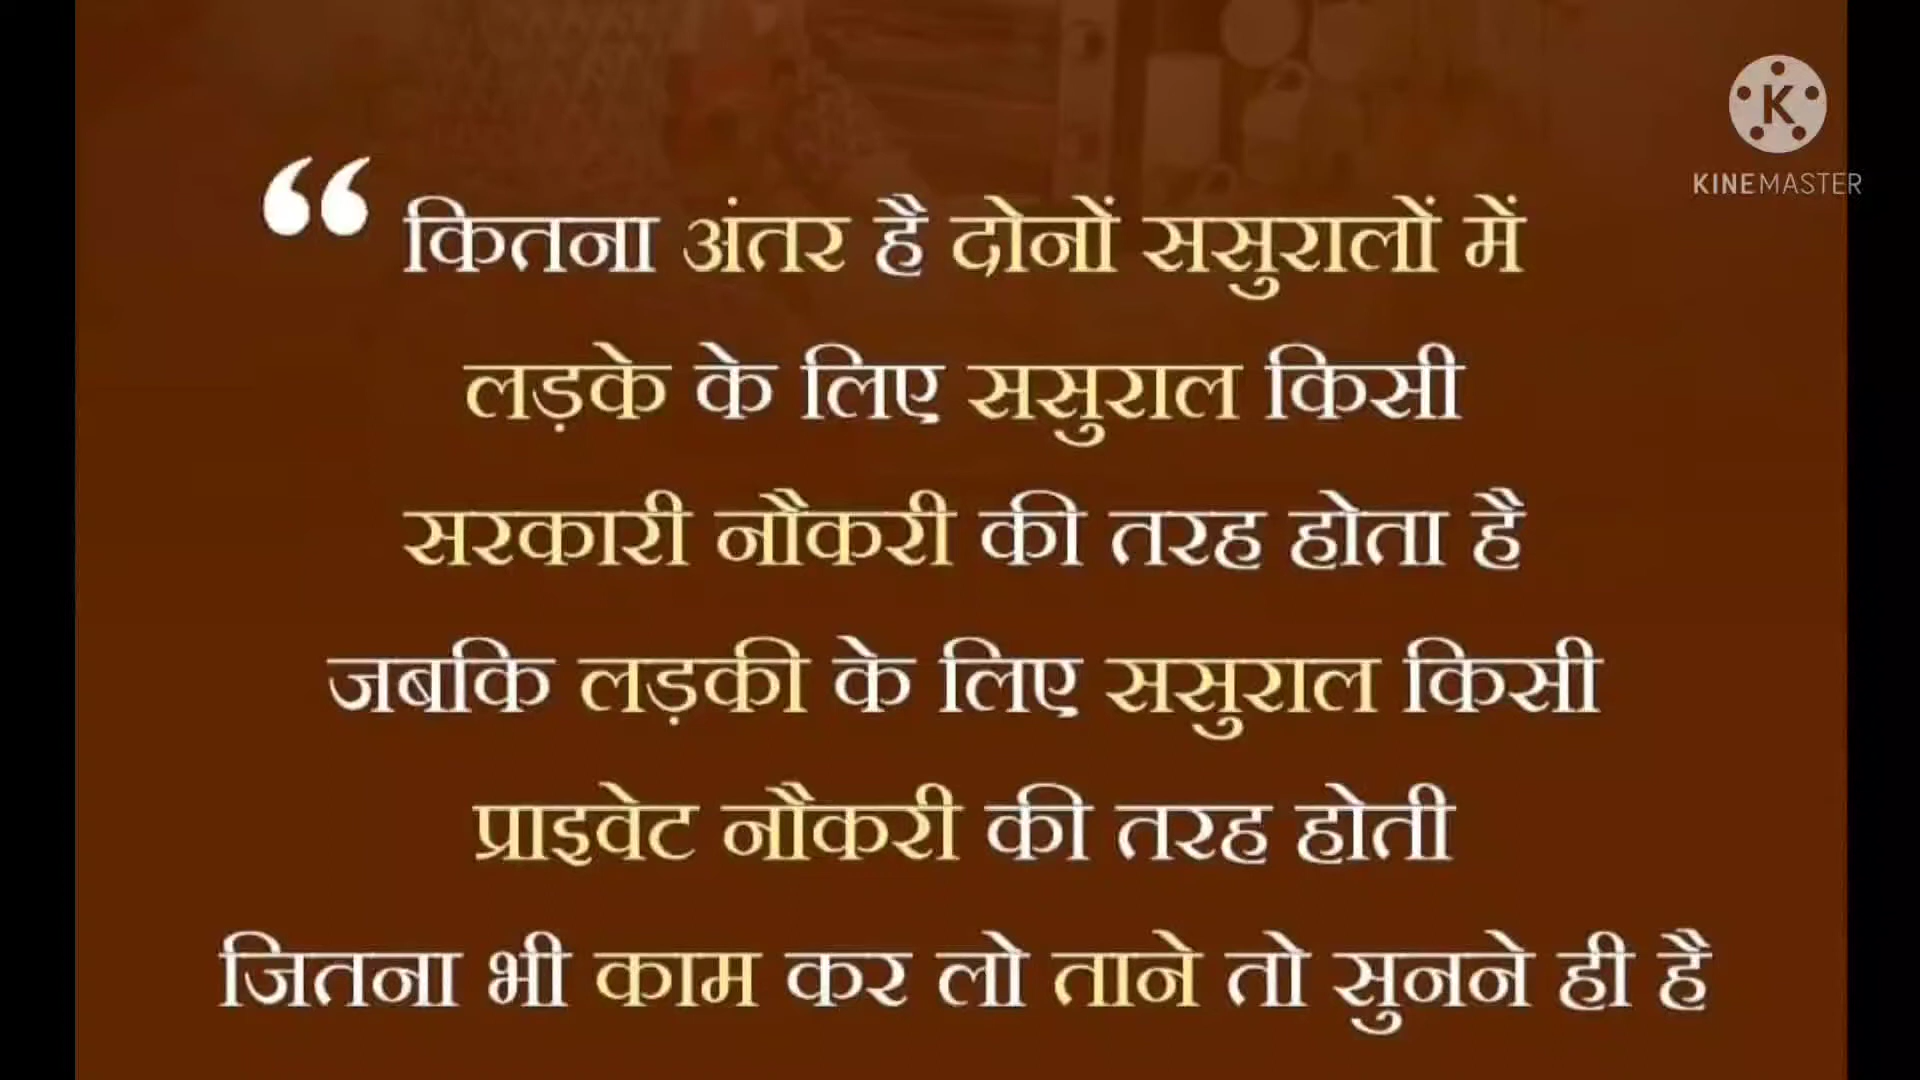 “ कितना अंतर है दोनों ससुरालों में
लड़के के लिए ससुराल किसी
सरकारी नौकरी की तरह होता है
जबकि लड़की के लिए ससुराल किसी
प्राइवेट नौकरी की तरह होती
जितना भी काम कर लो ताने तो सुनने ही है
K
KINEMASTER